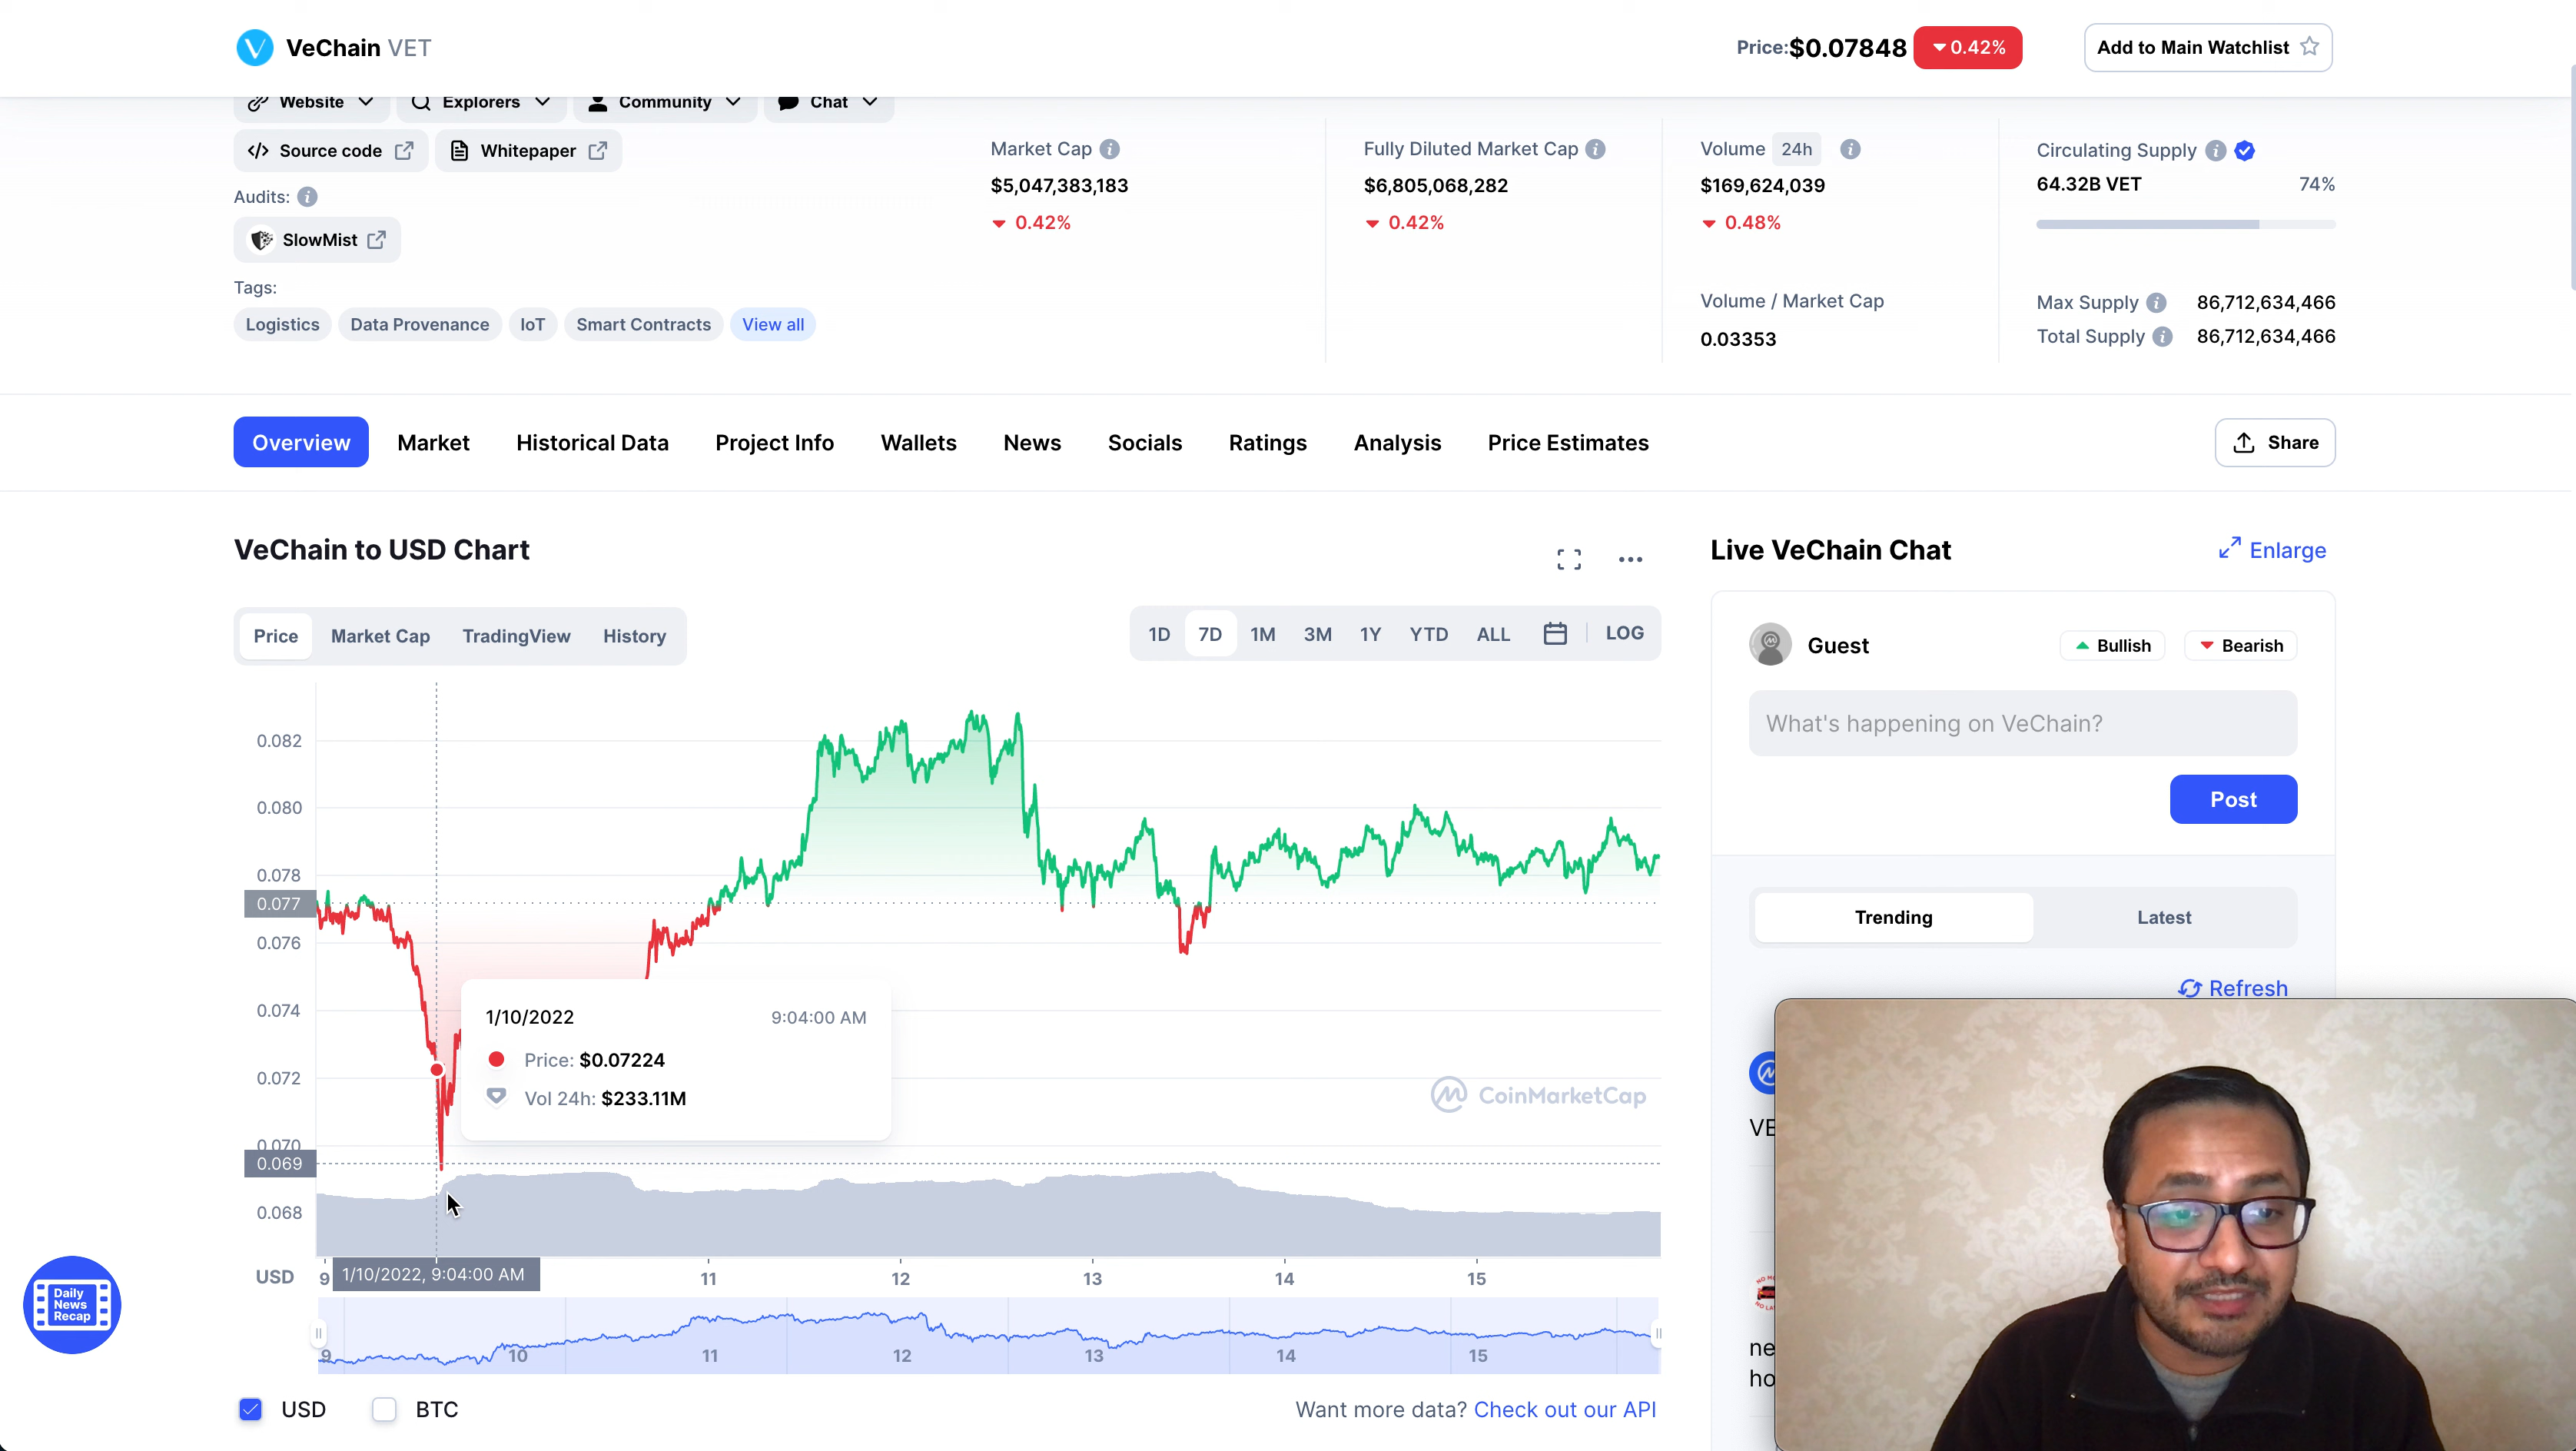 VeChain VET
Price:$0.07848 0.42%
Add to Main Watchlist
Website
Explorers
Community
Chat
Source code
Whitepaper
Audits:
SlowMist
Tags:
Logistics
Data Provenance
IoT
Smart Contracts
View all
Market Cap
$5,047,383,183
0.42%
Fully Diluted Market Cap
$6,805,068,282
0.42%
Volume 24h
$169,624,039
0.48%
Volume / Market Cap
0.03353
Circulating Supply
64.32B VET 74%
Max Supply 86,712,634,466
Total Supply 86,712,634,466
Overview
Market
Historical Data
Project Info
Wallets
News
Socials
Ratings
Analysis
Price Estimates
Share
VeChain to USD Chart
Price
Market Cap
TradingView
History
1D
7D
1M
3M
1Y
YTD
ALL
LOG
0.082
0.080
0.078
0.077
0.076
0.074
0.072
0.070
0.069
0.068
1/10/2022 9:04:00 AM
Price: $0.07224
Vol 24h: $233.11M
CoinMarketCap
USD
9
1/10/2022, 9:04:00 AM
11
12
13
14
15
9
10
11
12
13
14
15
USD
BTC
Want more data? Check out our API
Daily
News
Recap
Live VeChain Chat
Enlarge
Guest
Bullish
Bearish
What's happening on VeChain?
Post
Trending
Latest
Refresh
VE
ne
ho